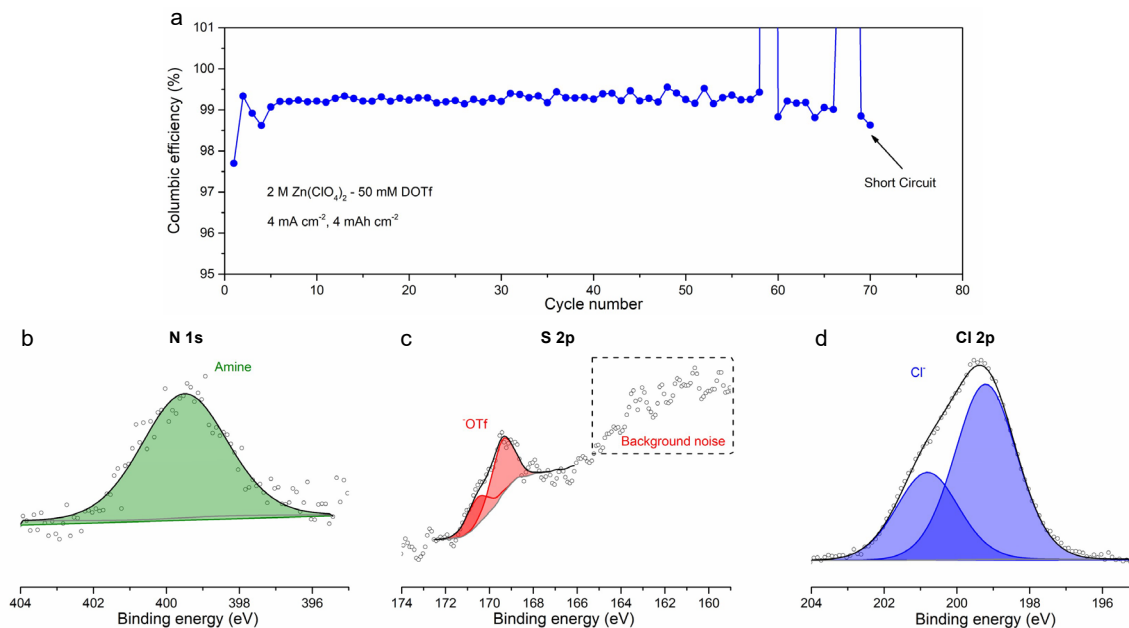 a
Columbic efficiency (%)
101
100
99
98
97
96
95
2 M Zn(ClO₄)₂ - 50 mM DOTf
4 mA cm⁻², 4 mAh cm⁻²
Short Circuit
0 10 20 30 40 50 60 70 80
Cycle number
b N 1s
Amine
404 402 400 398 396
Binding energy (eV)
c S 2p
⁻OTf
Background noise
174 172 170 168 166 164 162 160
Binding energy (eV)
d Cl 2p
Cl⁻
204 202 200 198 196
Binding energy (eV)